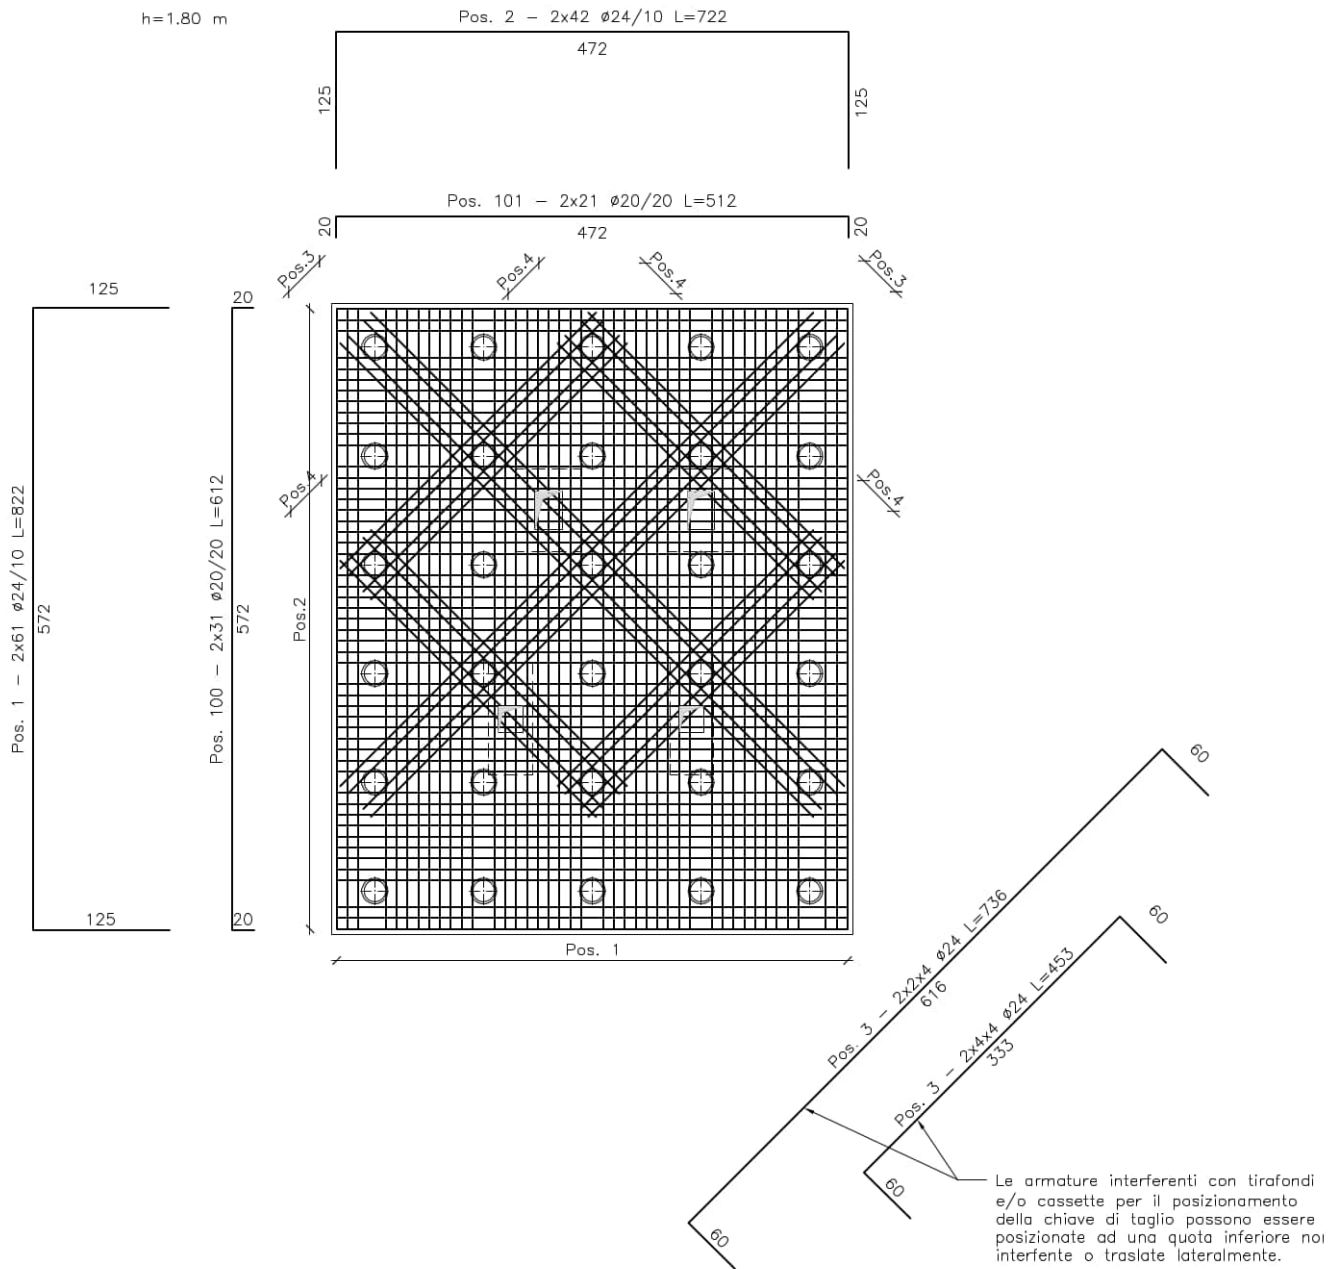 h=1.80 m
Pos. 2 – 2x42 ø24/10 L=722
472
125
125
Pos. 101 – 2x21 ø20/20 L=512
20
472
20
Pos.3
Pos.4
Pos.4
Pos.3
125
20
Pos. 1 – 2x61 ø24/10 L=822
572
Pos. 100 – 2x31 ø20/20 L=612
572
Pos.4
Pos.4
Pos.2
125
20
Pos. 1
60
Pos. 3 – 2x2x4 ø24 L=736
616
60
60
Pos. 3 – 2x4x4 ø24 L=453
333
60
Le armature interferenti con tirafondi
e/o cassette per il posizionamento
della chiave di taglio possono essere
posizionate ad una quota inferiore
interfente o traslate lateralmente.